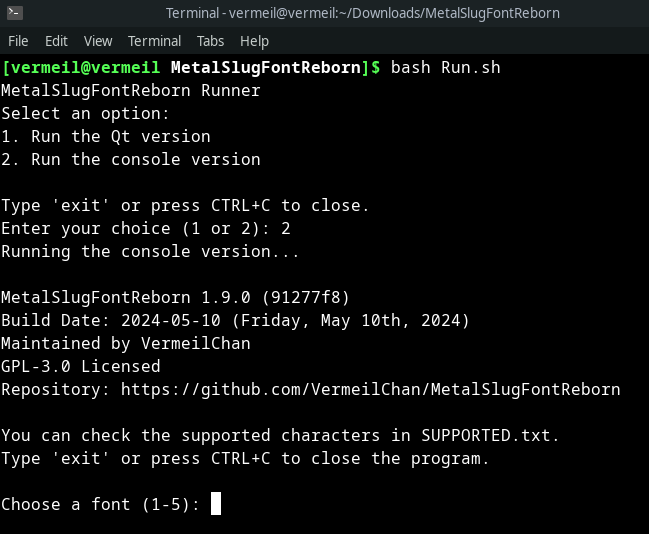 Terminal - vermeil@vermeil:~/Downloads/MetalSlugFontReborn
File Edit View Terminal Tabs Help
[vermeil@vermeil MetalSlugFontReborn]$ bash Run.sh
MetalSlugFontReborn Runner
Select an option:
1. Run the Qt version
2. Run the console version
Type 'exit' or press CTRL+C to close.
Enter your choice (1 or 2): 2
Running the console version...
MetalSlugFontReborn 1.9.0 (91277f8)
Build Date: 2024-05-10 (Friday, May 10th, 2024)
Maintained by VermeilChan
GPL-3.0 Licensed
Repository: https://github.com/VermeilChan/MetalSlugFontReborn
You can check the supported characters in SUPPORTED.txt.
Type 'exit' or press CTRL+C to close the program.
Choose a font (1-5):